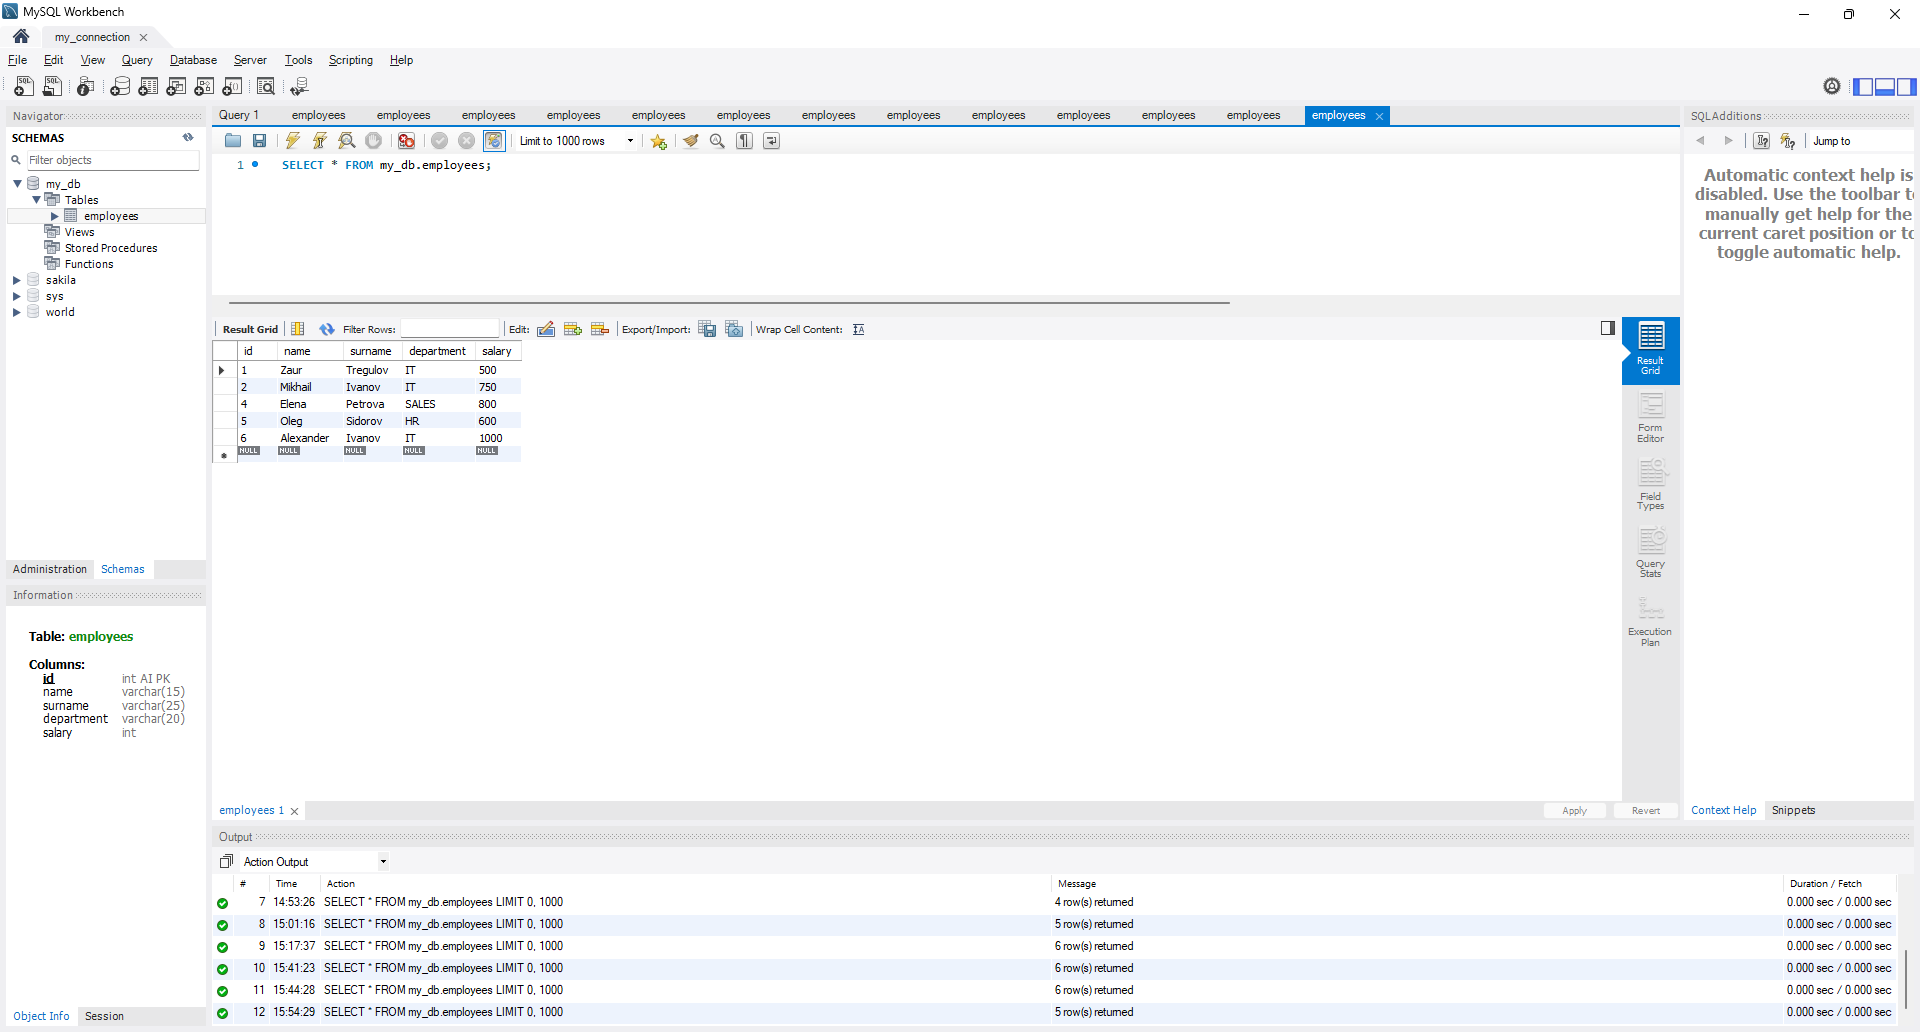 MySQL Workbench
my_connection
File Edit View Query Database Server Tools Scripting Help
Navigator
SCHEMAS
Filter objects
my_db
Tables
employees
Views
Stored Procedures
Functions
sakila
sys
world
Administration Schemas
Information
Table: employees
Columns:
id int AI PK
name varchar(15)
surname varchar(25)
department varchar(20)
salary int
Object Info Session
Query 1 employees employees employees employees employees employees employees employees employees employees employees employees employees
Limit to 1000 rows
1 SELECT * FROM my_db.employees;
Result Grid Filter Rows: Edit: Export/Import: Wrap Cell Content:
id name surname department salary
1 Zaur Tregulov IT 500
2 Mikhail Ivanov IT 750
4 Elena Petrova SALES 800
5 Oleg Sidorov HR 600
6 Alexander Ivanov IT 1000
NULL NULL NULL NULL NULL
Result
Grid
Form
Editor
Field
Types
Query
Stats
Execution
Plan
employees 1 Apply Revert
SQLAdditions
Jump to
Automatic context help is
disabled. Use the toolbar t
manually get help for the
current caret position or to
toggle automatic help.
Context Help Snippets
Output
Action Output
# Time Action Message Duration / Fetch
7 14:53:26 SELECT * FROM my_db.employees LIMIT 0, 1000 4 row(s) returned 0.000 sec / 0.000 sec
8 15:01:16 SELECT * FROM my_db.employees LIMIT 0, 1000 5 row(s) returned 0.000 sec / 0.000 sec
9 15:17:37 SELECT * FROM my_db.employees LIMIT 0, 1000 6 row(s) returned 0.000 sec / 0.000 sec
10 15:41:23 SELECT * FROM my_db.employees LIMIT 0, 1000 6 row(s) returned 0.000 sec / 0.000 sec
11 15:44:28 SELECT * FROM my_db.employees LIMIT 0, 1000 6 row(s) returned 0.000 sec / 0.000 sec
12 15:54:29 SELECT * FROM my_db.employees LIMIT 0, 1000 5 row(s) returned 0.000 sec / 0.000 sec